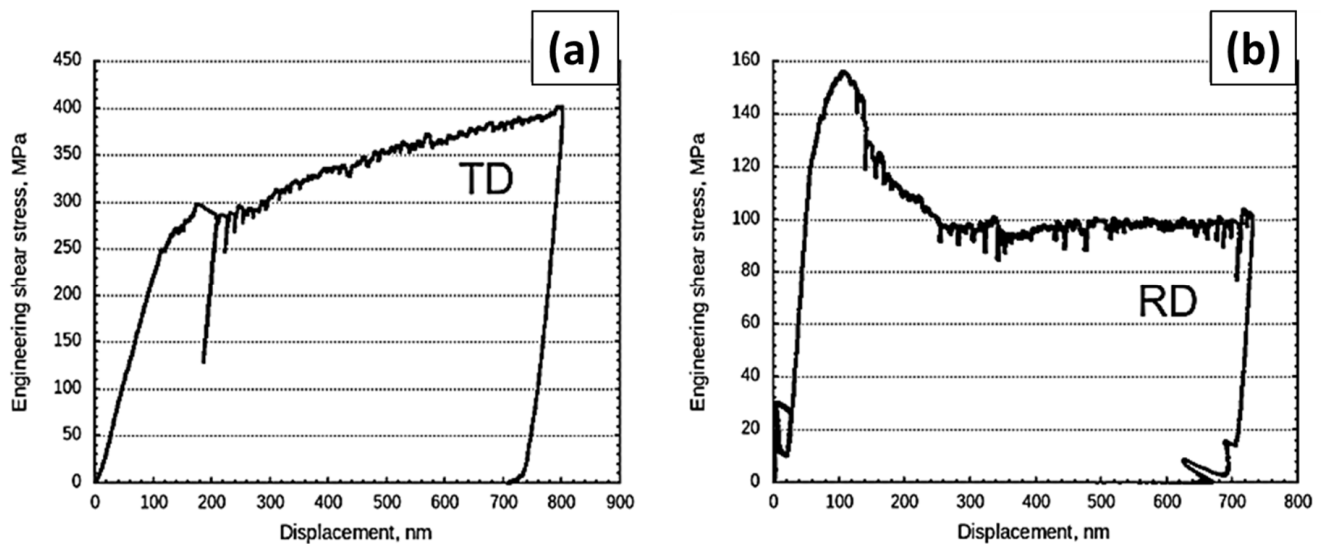 (a)
450
400
350
300
250
200
150
100
50
0
Engineering shear stress, MPa
TD
0 100 200 300 400 500 600 700 800 900
Displacement, nm
(b)
160
140
120
100
80
60
40
20
0
Engineering shear stress, MPa
RD
0 100 200 300 400 500 600 700 800
Displacement, nm